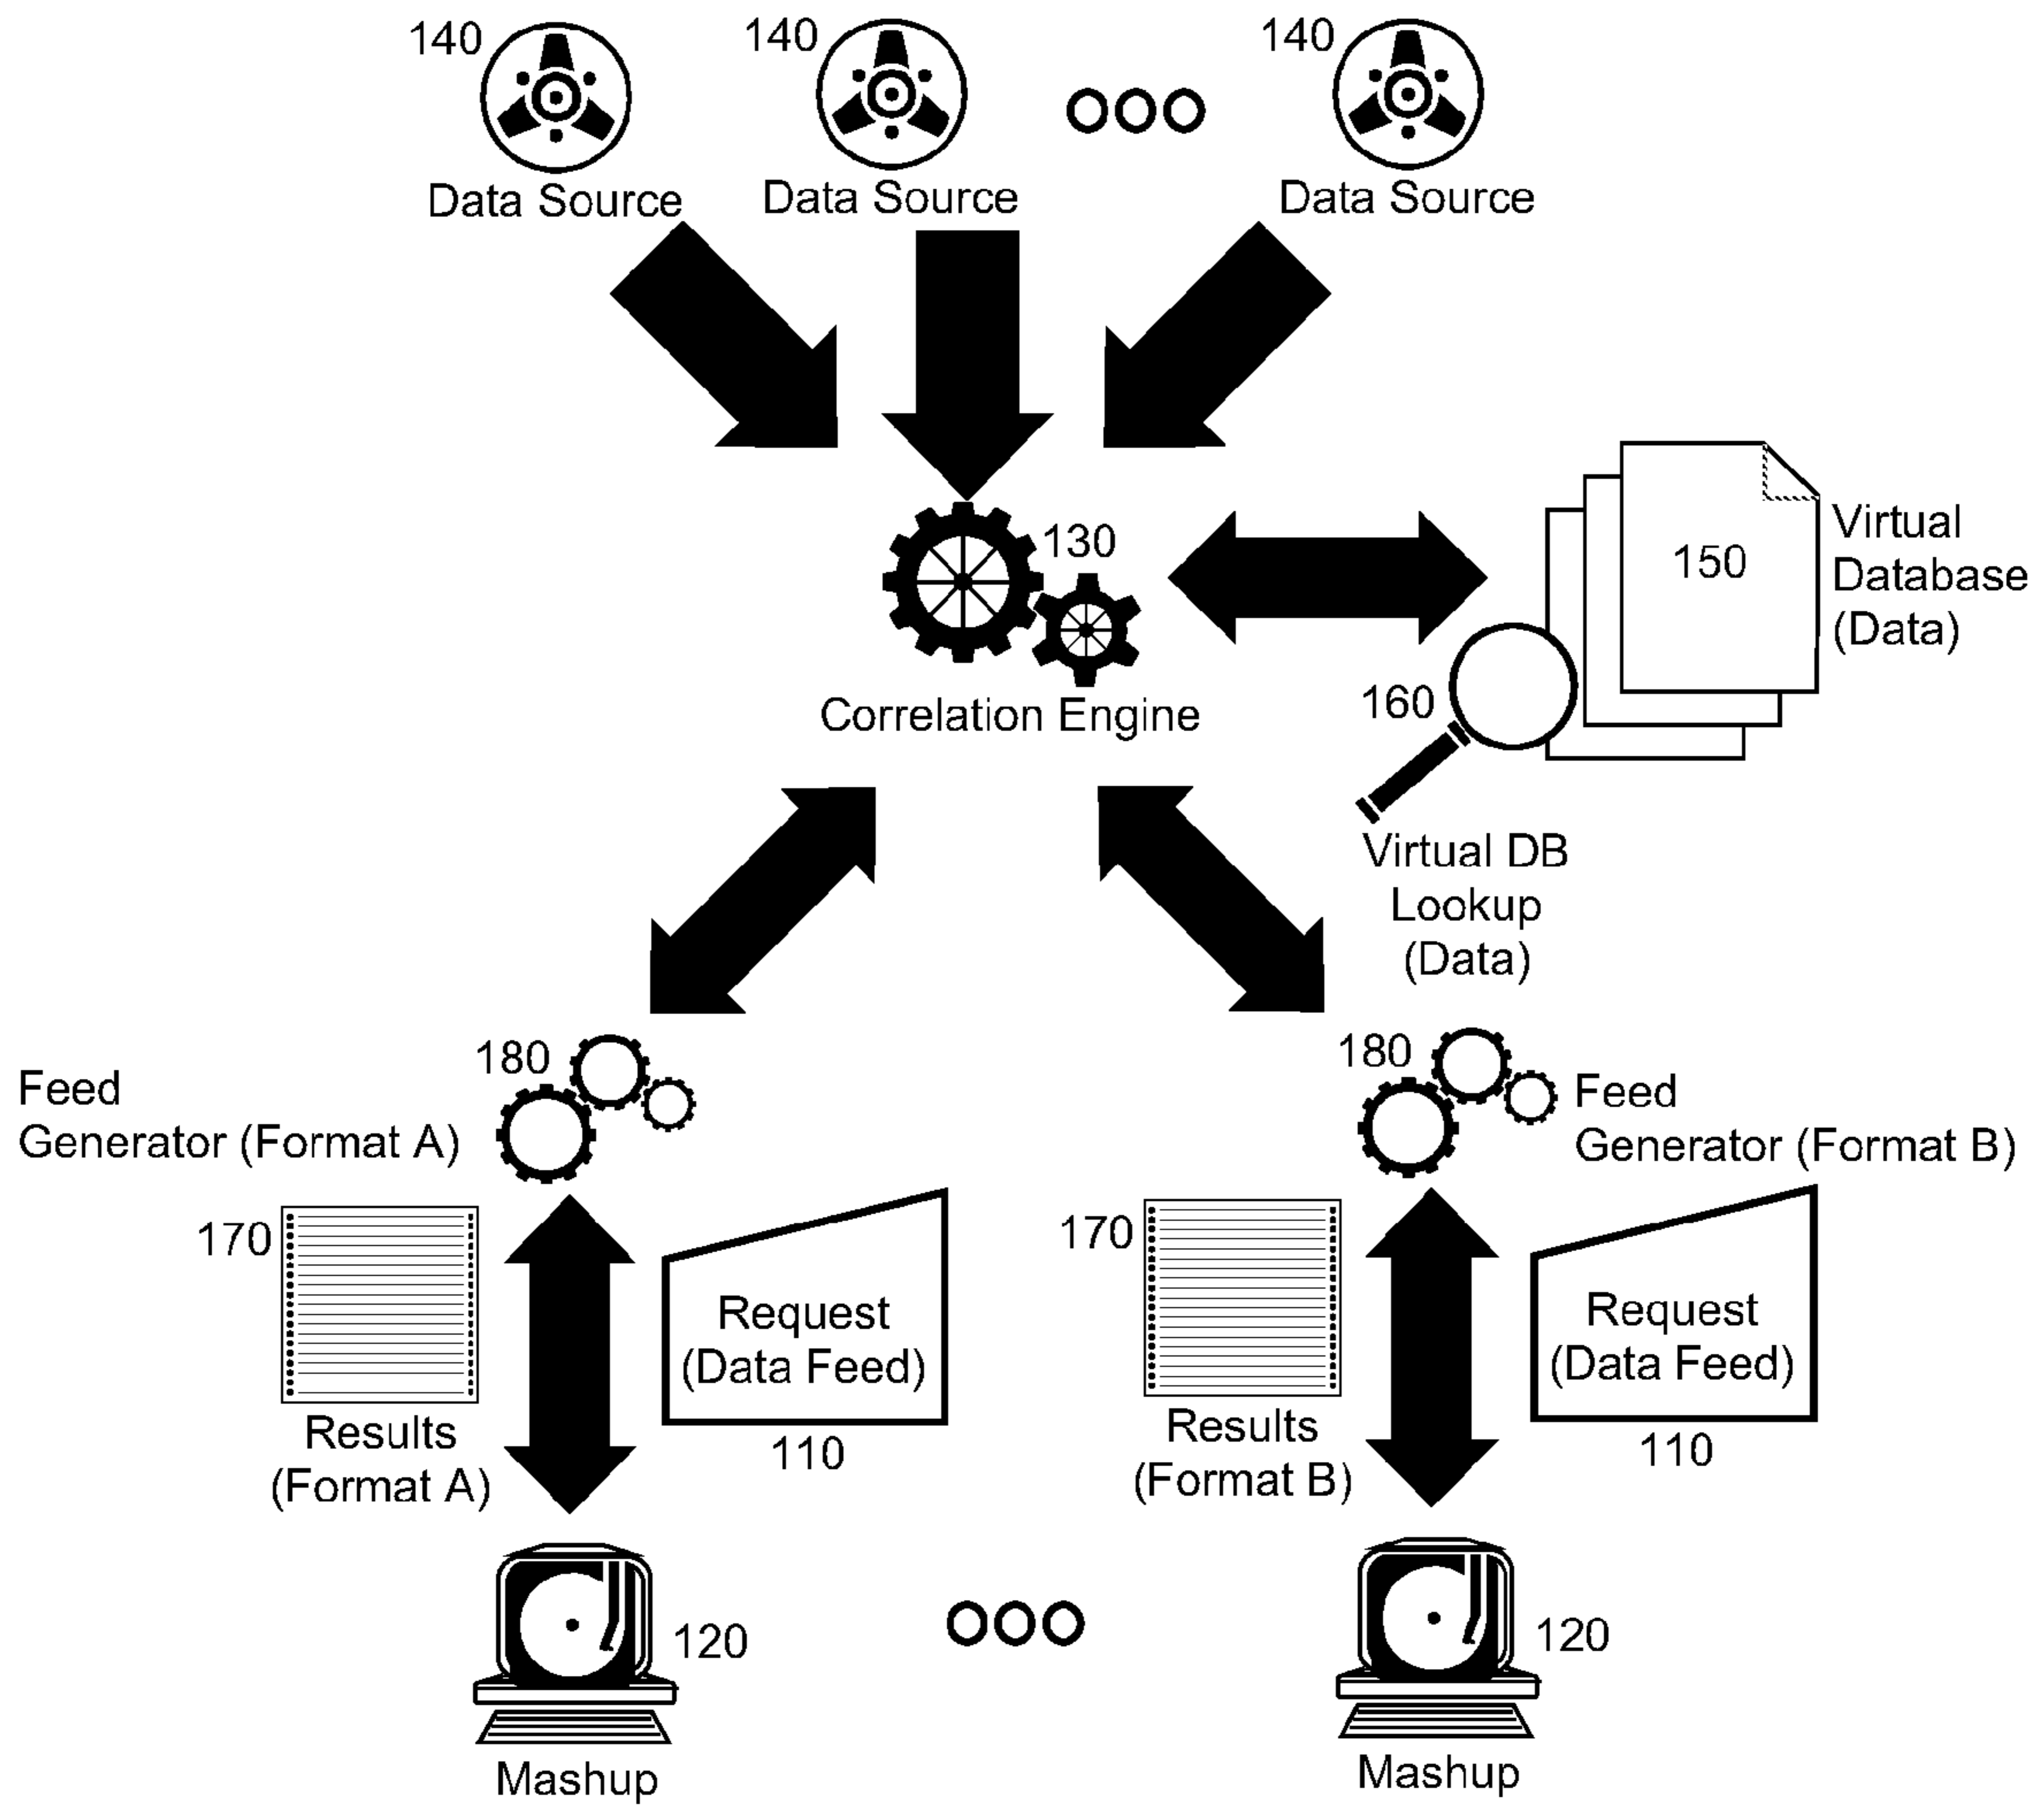 140
140
140
Data Source
Data Source
Data Source
130
Correlation Engine
150
Virtual
Database
(Data)
160
Virtual DB
Lookup
(Data)
180
Feed
Generator (Format A)
180
Feed
Generator (Format B)
170
Results
(Format A)
Request
(Data Feed)
110
170
Results
(Format B)
Request
(Data Feed)
110
120
Mashup
120
Mashup